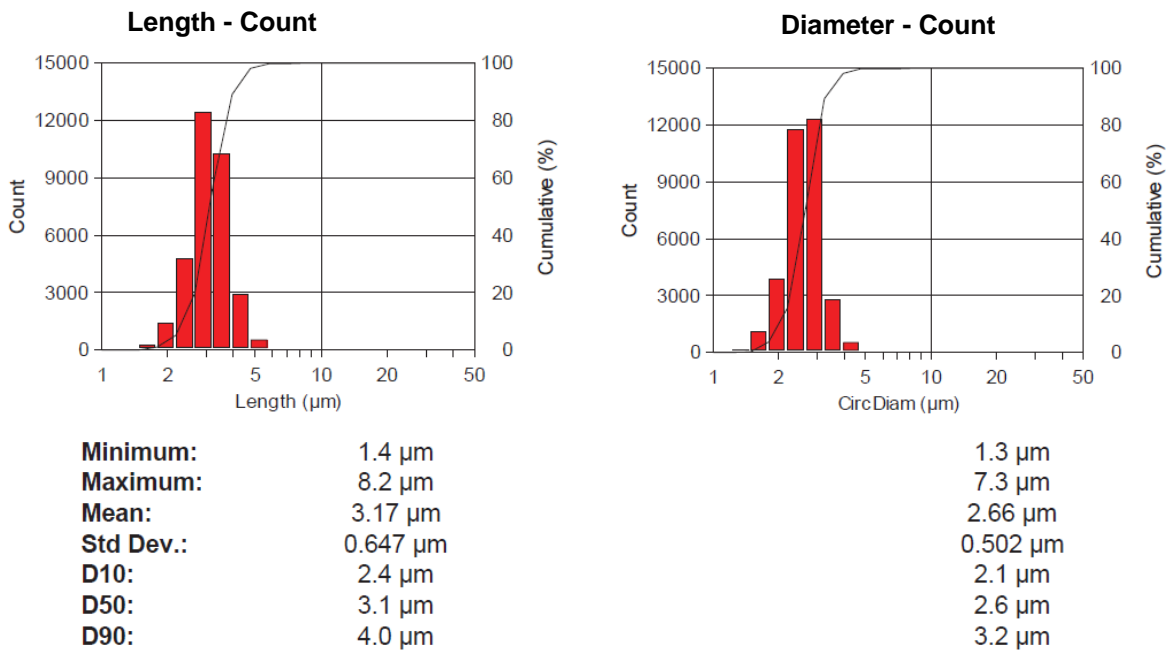 Length - Count
15000
12000
9000
6000
3000
0
Count
100
80
60
40
20
0
Cumulative (%)
1 2 5 10 20 50
Length (µm)
Diameter - Count
15000
12000
9000
6000
3000
0
Count
100
80
60
40
20
0
Cumulative (%)
1 2 5 10 20 50
CircDiam (µm)
Minimum: 1.4 µm 1.3 µm
Maximum: 8.2 µm 7.3 µm
Mean: 3.17 µm 2.66 µm
Std Dev.: 0.647 µm 0.502 µm
D10: 2.4 µm 2.1 µm
D50: 3.1 µm 2.6 µm
D90: 4.0 µm 3.2 µm